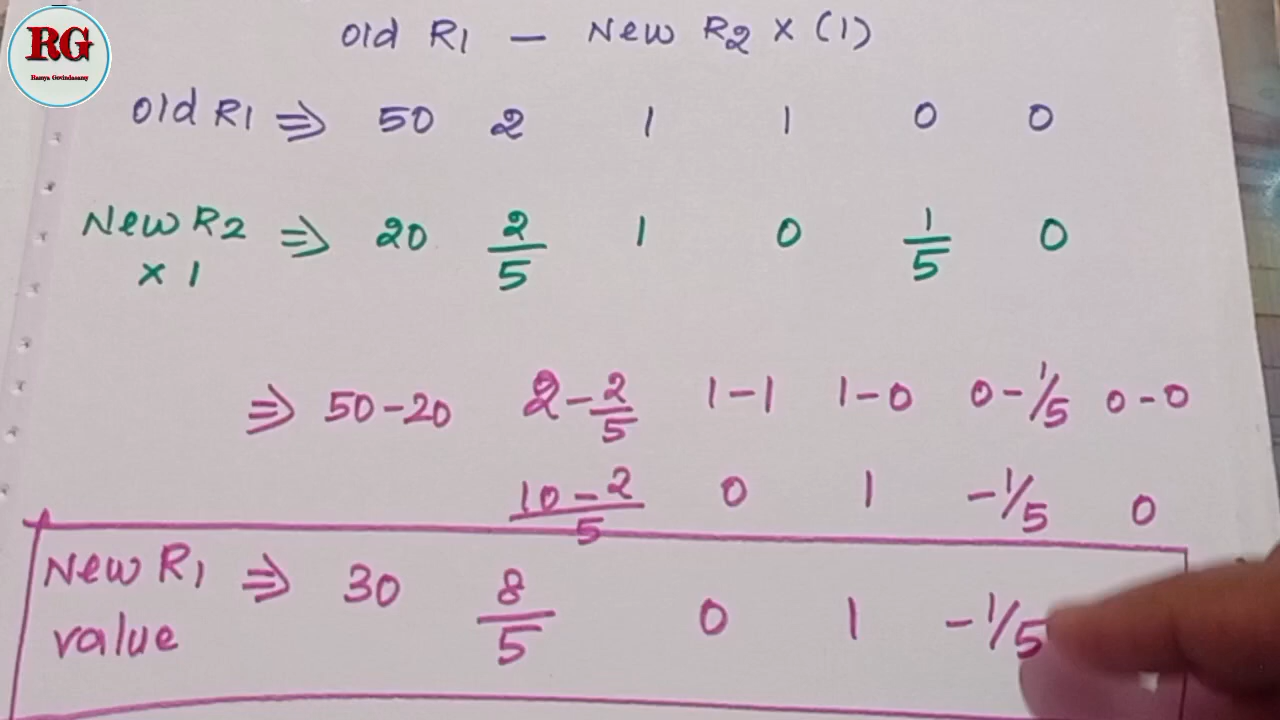 RG
Ramya Govindasamy
Old R1 – New R2 x (1)
Old R1 ⇒ 50 2 1 1 0 0
New R2 x 1 ⇒ 20 2/5 1 0 1/5 0
⇒ 50-20 2-2/5 1-1 1-0 0-1/5 0-0
10-2/5 0 1 -1/5 0
New R1 value ⇒ 30 8/5 0 1 -1/5